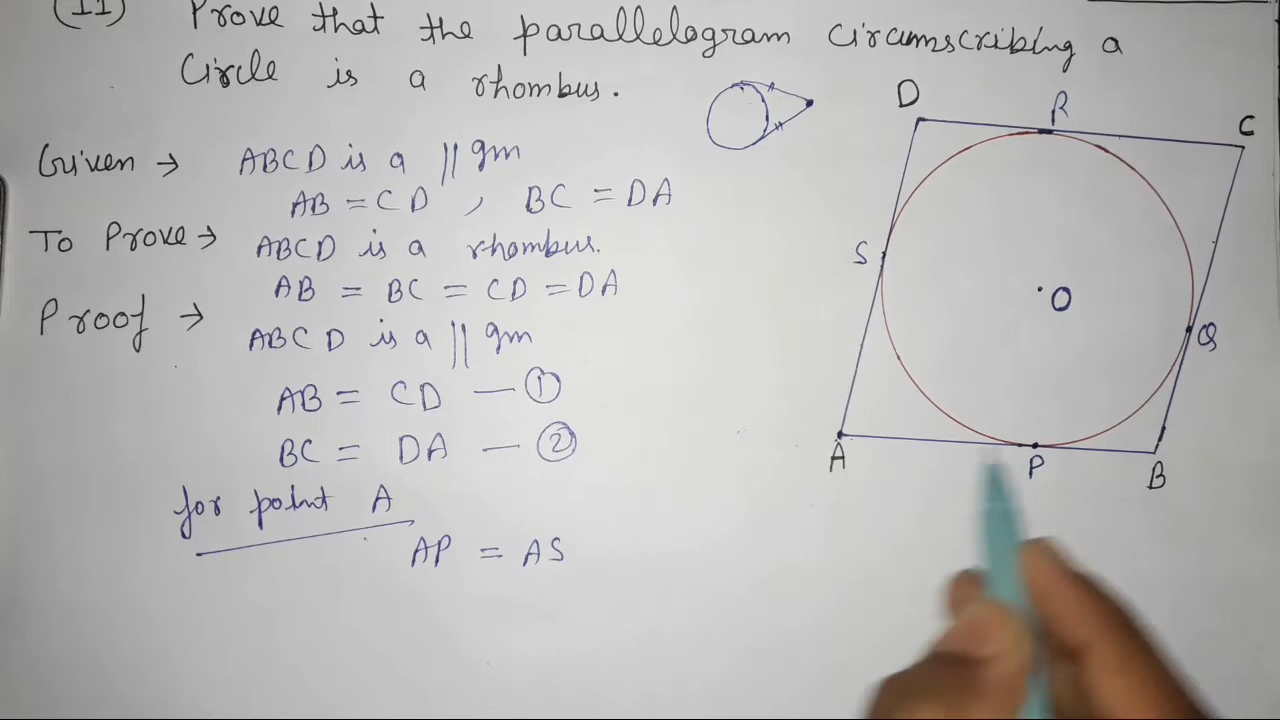 (11) Prove that the parallelogram circumscribing a
Circle is a rhombus.
Given → ABCD is a || gm
AB = CD , BC = DA
To Prove → ABCD is a rhombus.
AB = BC = CD = DA
Proof →
ABCD is a || gm
AB = CD — ①
BC = DA — ②
for point A
AP = AS
D R C
S O Q
A P B